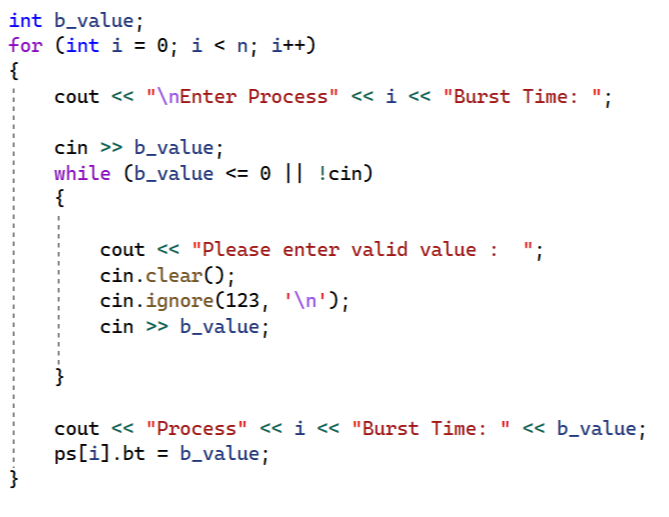 int b_value;
for (int i = 0; i < n; i++)
{
cout << "\nEnter Process" << i << "Burst Time: ";
cin >> b_value;
while (b_value <= 0 || !cin)
{
cout << "Please enter valid value :  ";
cin.clear();
cin.ignore(123, '\n');
cin >> b_value;
}
cout << "Process" << i << "Burst Time: " << b_value;
ps[i].bt = b_value;
}